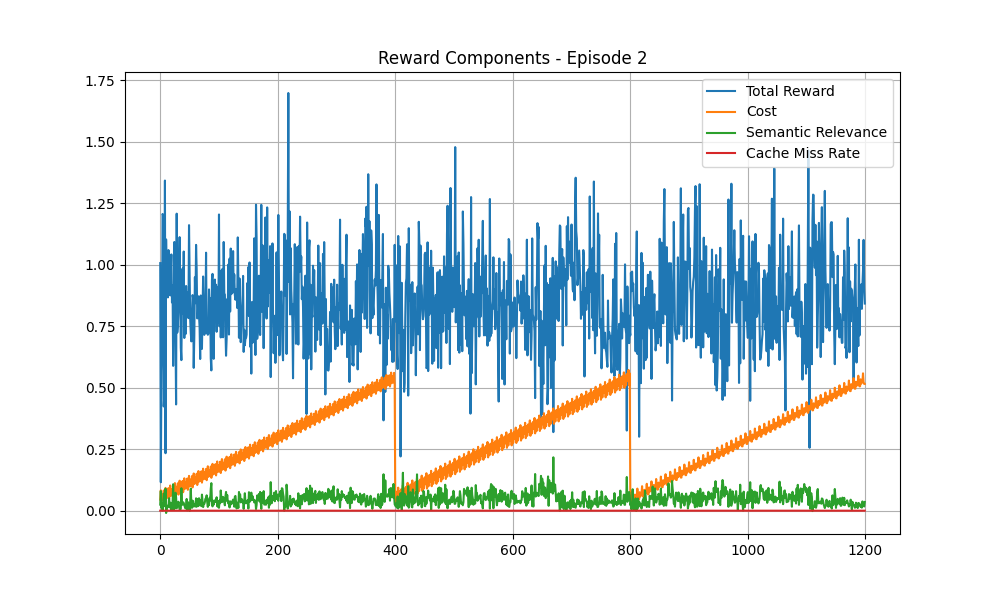 Reward Components - Episode 2
1.75
1.50
1.25
1.00
0.75
0.50
0.25
0.00
Total Reward
Cost
Semantic Relevance
Cache Miss Rate
0 200 400 600 800 1000 1200